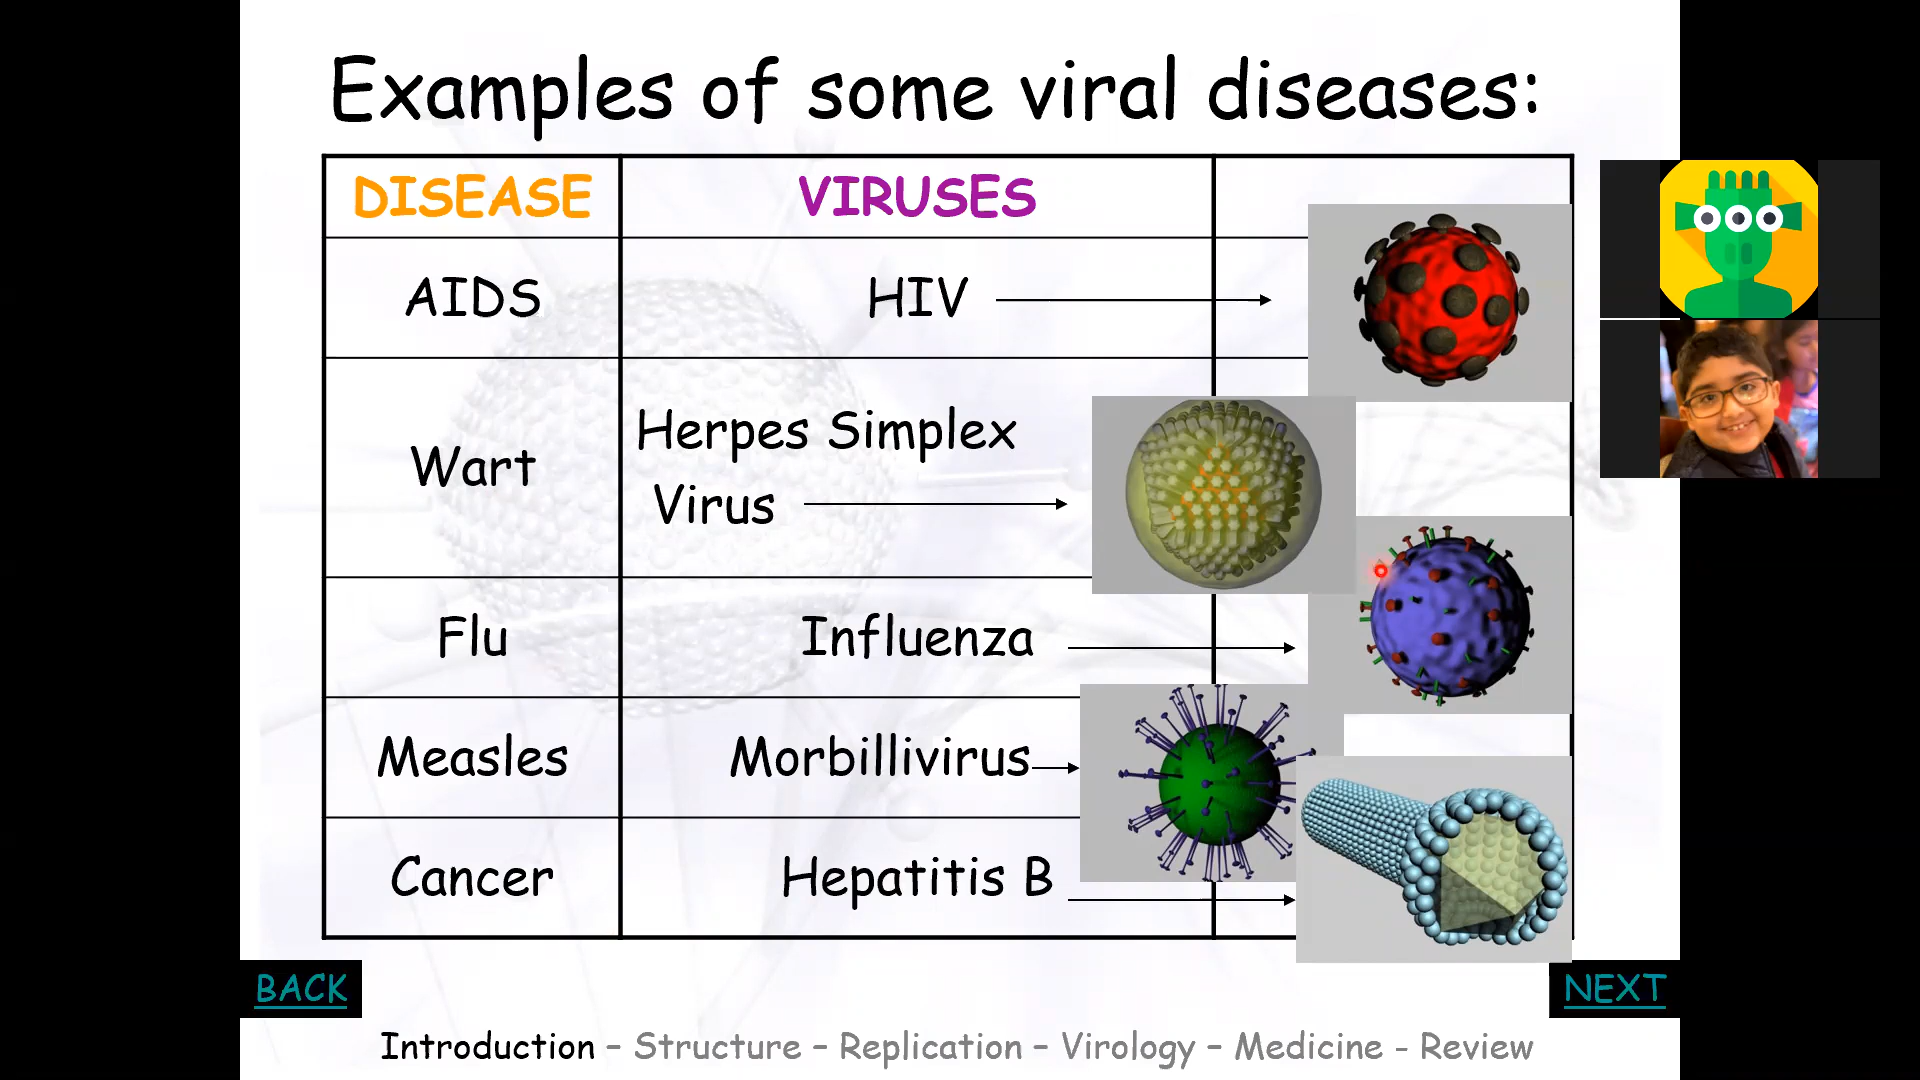 Examples of some viral diseases:
DISEASE VIRUSES
AIDS HIV
Wart Herpes Simplex
Virus
Flu Influenza
Measles Morbillivirus
Cancer Hepatitis B
BACK NEXT
Introduction – Structure – Replication – Virology – Medicine - Review